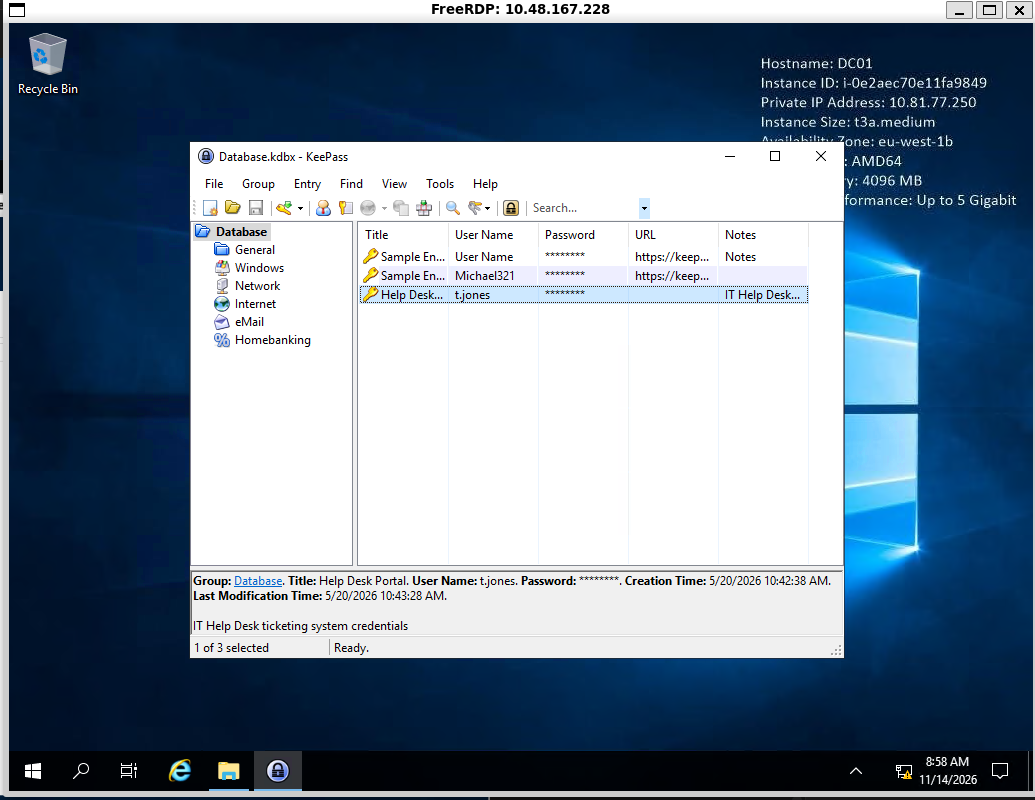 FreeRDP: 10.48.167.228
Recycle Bin
Hostname: DC01
Instance ID: i-0e2aec70e11fa9849
Private IP Address: 10.81.77.250
Instance Size: t3a.medium
Availability Zone: eu-west-1b
: AMD64
ry: 4096 MB
formance: Up to 5 Gigabit
Database.kdbx - KeePass
File Group Entry Find View Tools Help
Search...
Database
General
Windows
Network
Internet
eMail
Homebanking
Title User Name Password URL Notes
Sample En... User Name ******** https://keep... Notes
Sample En... Michael321 ******** https://keep...
Help Desk... t.jones ******** IT Help Desk...
Group: Database. Title: Help Desk Portal. User Name: t.jones. Password: ********. Creation Time: 5/20/2026 10:42:38 AM.
Last Modification Time: 5/20/2026 10:43:28 AM.
IT Help Desk ticketing system credentials
1 of 3 selected Ready.
8:58 AM
11/14/2026